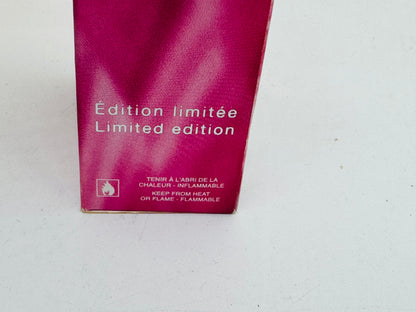 Édition limitée
Limited edition
TENIR À L'ABRI DE LA
CHALEUR - INFLAMMABLE
KEEP FROM HEAT
OR FLAME - FLAMMABLE